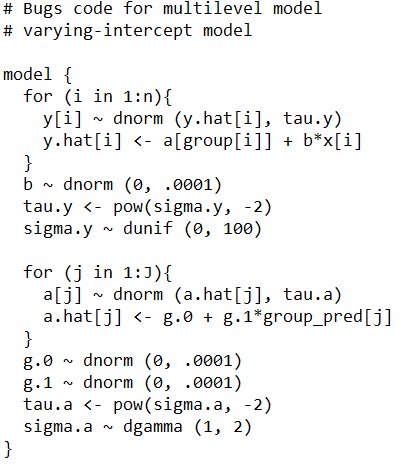 # Bugs code for multilevel model
# varying-intercept model

model {
  for (i in 1:n){
    y[i] ~ dnorm (y.hat[i], tau.y)
    y.hat[i] <- a[group[i]] + b*x[i]
  }
  b ~ dnorm (0, .0001)
  tau.y <- pow(sigma.y, -2)
  sigma.y ~ dunif (0, 100)

  for (j in 1:J){
    a[j] ~ dnorm (a.hat[j], tau.a)
    a.hat[j] <- g.0 + g.1*group_pred[j]
  }
  g.0 ~ dnorm (0, .0001)
  g.1 ~ dnorm (0, .0001)
  tau.a <- pow(sigma.a, -2)
  sigma.a ~ dgamma (1, 2)
}